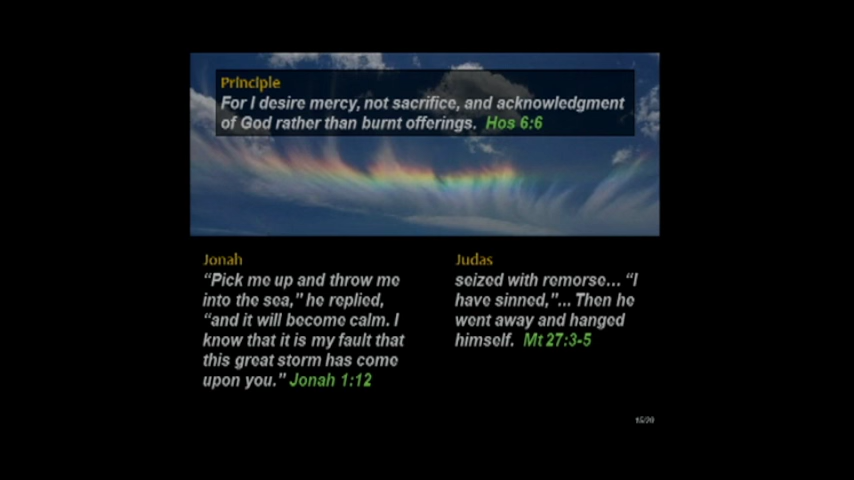 Principle
For I desire mercy, not sacrifice, and acknowledgment
of God rather than burnt offerings. Hos 6:6
Jonah
“Pick me up and throw me
into the sea,” he replied,
“and it will become calm. I
know that it is my fault that
this great storm has come
upon you.” Jonah 1:12
Judas
seized with remorse... “I
have sinned,”... Then he
went away and hanged
himself. Mt 27:3-5